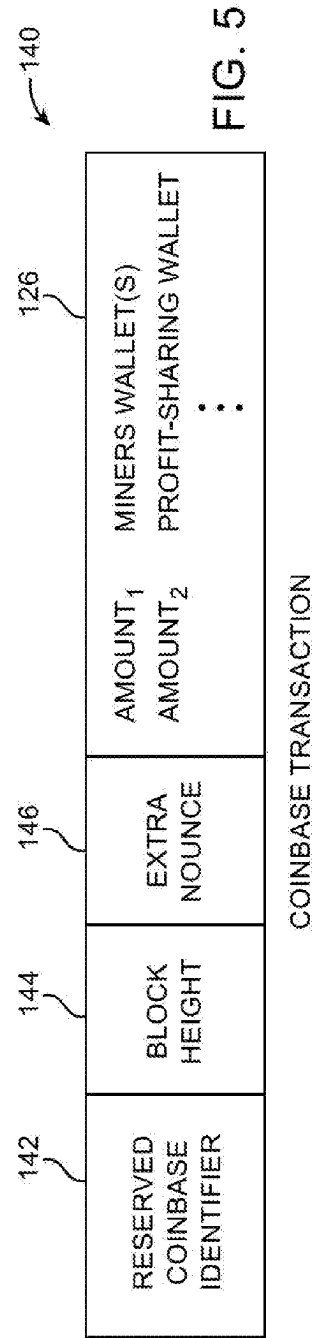 140
142
144
146
126
RESERVED
COINBASE
IDENTIFIER
BLOCK
HEIGHT
EXTRA
NOUNCE
AMOUNT1 MINERS WALLET(S)
AMOUNT2 PROFIT-SHARING WALLET
COINBASE TRANSACTION
FIG. 5